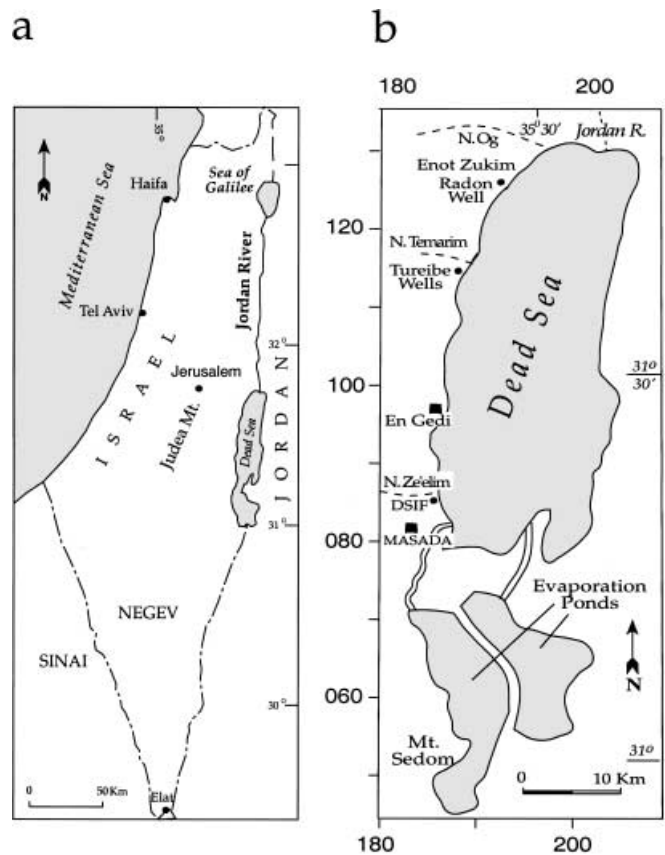 a
35°
Mediterranean Sea
N
Haifa
Sea of
Galilee
Jordan River
Tel Aviv
32°
Jerusalem
ISRAEL
Judea Mt.
Dead Sea
JORDAN
31°
NEGEV
SINAI
30°
0 50Km
Elat
b
180 200
35° 30'
Jordan R.
N.Og
Enot Zukim
Radon
Well
120
N. Temarim
Tureibe
Wells
Dead Sea
31°
30'
100
En Gedi
N. Ze'elim
DSIF
MASADA
080
Evaporation
Ponds
060
N
Mt.
Sedom
31°
0 10 Km
180 200